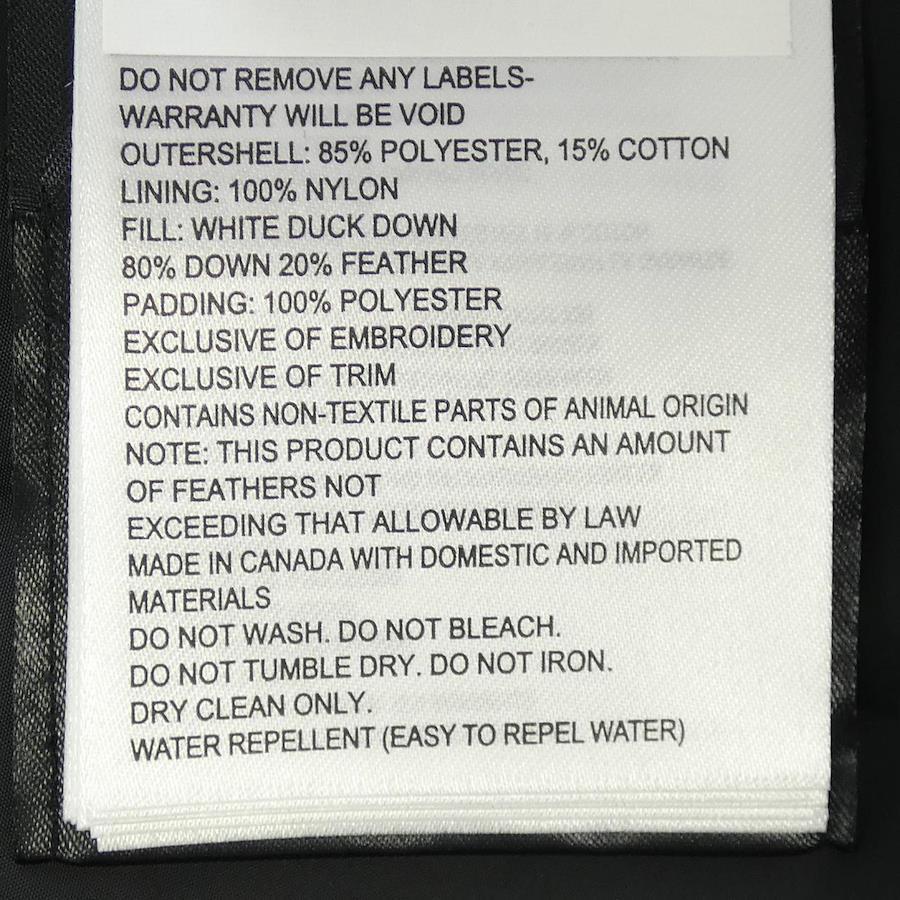 DO NOT REMOVE ANY LABELS-
WARRANTY WILL BE VOID
OUTERSHELL: 85% POLYESTER, 15% COTTON
LINING: 100% NYLON
FILL: WHITE DUCK DOWN
80% DOWN 20% FEATHER
PADDING: 100% POLYESTER
EXCLUSIVE OF EMBROIDERY
EXCLUSIVE OF TRIM
CONTAINS NON-TEXTILE PARTS OF ANIMAL ORIGIN
NOTE: THIS PRODUCT CONTAINS AN AMOUNT
OF FEATHERS NOT
EXCEEDING THAT ALLOWABLE BY LAW
MADE IN CANADA WITH DOMESTIC AND IMPORTED
MATERIALS
DO NOT WASH. DO NOT BLEACH.
DO NOT TUMBLE DRY. DO NOT IRON.
DRY CLEAN ONLY.
WATER REPELLENT (EASY TO REPEL WATER)